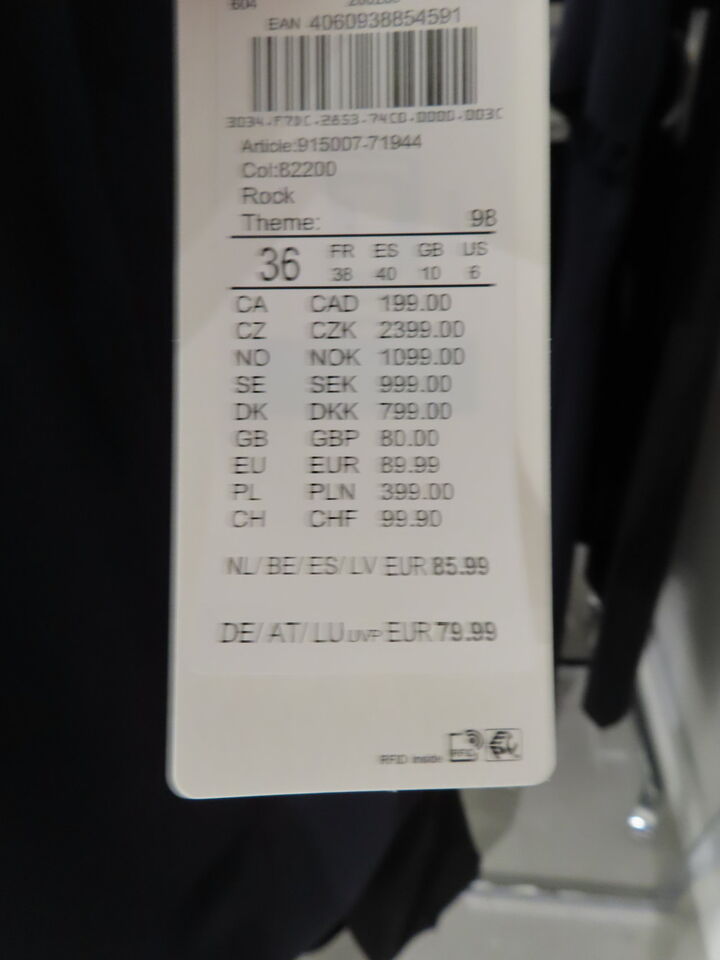 604
EAN 4060938854591
3034.F7DC.2853.74C0.0000.003C
Article:915007-71944
Col:82200
Rock
Theme: 98
36 FR ES GB US
38 40 10 6
CA CAD 199.00
CZ CZK 2399.00
NO NOK 1099.00
SE SEK 999.00
DK DKK 799.00
GB GBP 80.00
EU EUR 89.99
PL PLN 399.00
CH CHF 99.90
NL/BE/ES/LV EUR 85.99
DE/AT/LU UVP EUR 79.99
RFID inside RFID